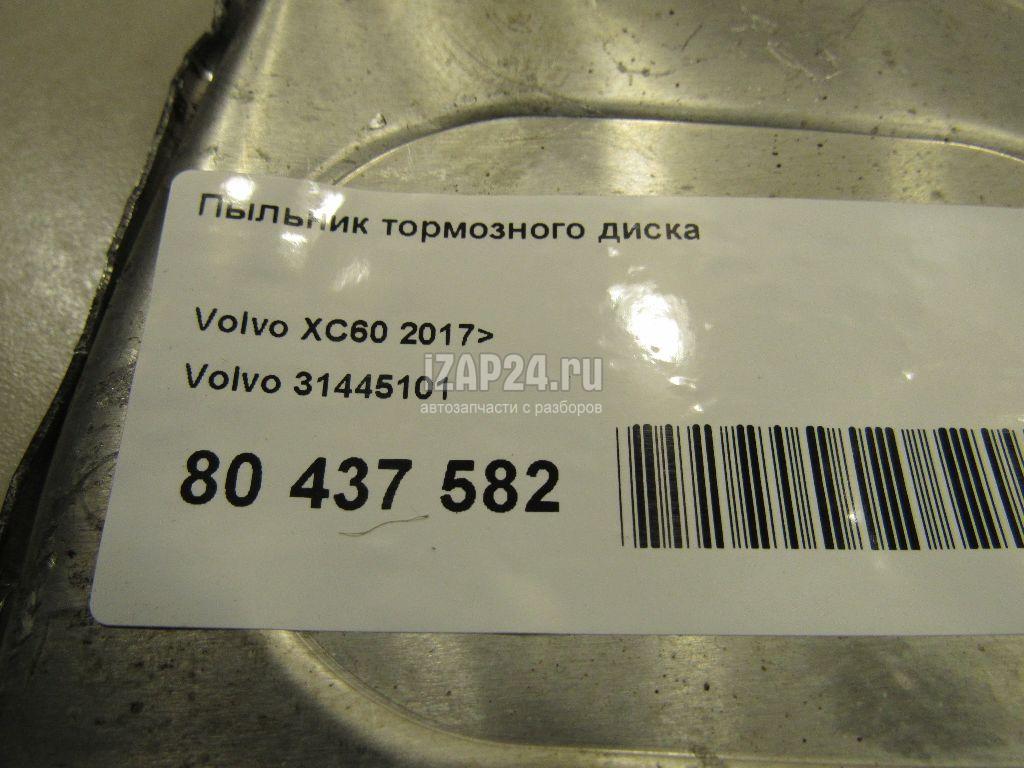 Пыльник тормозного диска
Volvo XC60 2017>
iZAP24.ru
Volvo 31445101
автозапчасти с разборов
80 437 582